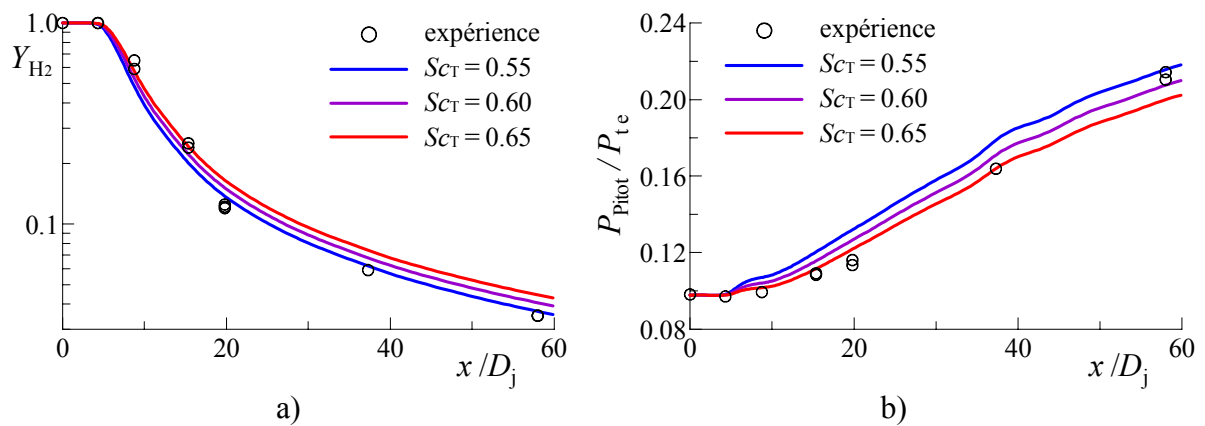 1.0
Y_H2
0.1
expérience
Sc_T = 0.55
Sc_T = 0.60
Sc_T = 0.65
0 20 40 60
x/D_j
a)
0.24
0.20
0.16
0.12
0.08
P_Pitot / P_te
expérience
Sc_T = 0.55
Sc_T = 0.60
Sc_T = 0.65
0 20 40 60
x/D_j
b)